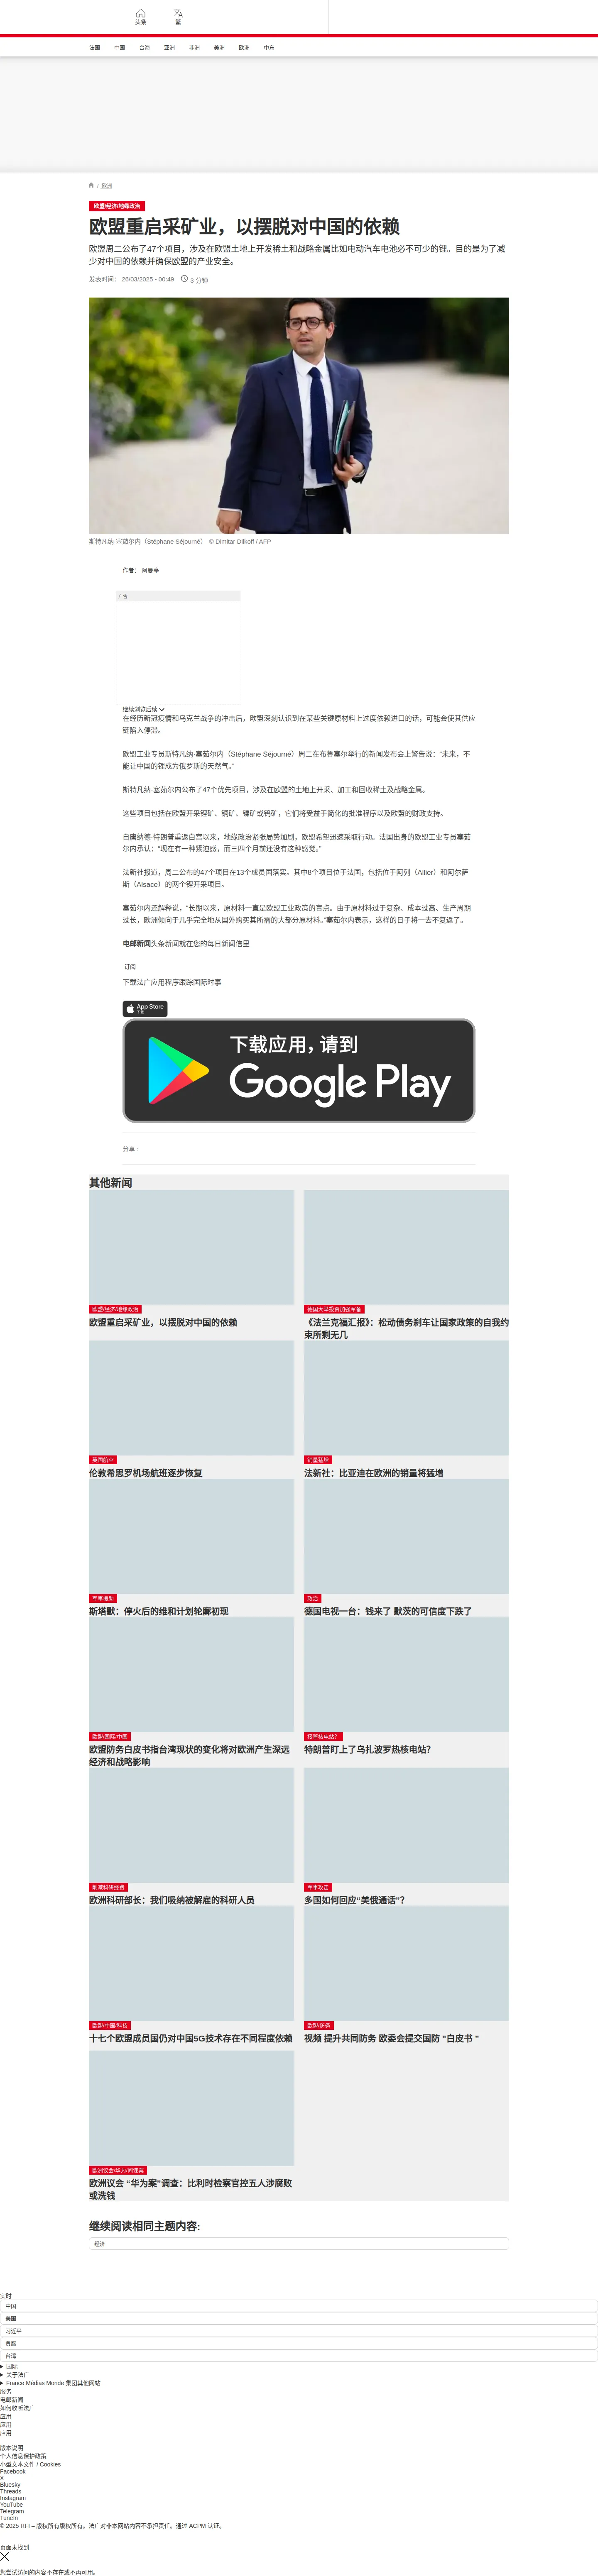 头条
繁
法国
中国
台海
亚洲
非洲
美洲
欧洲
中东
/ 欧洲
欧盟/经济/地缘政治
欧盟重启采矿业，以摆脱对中国的依赖
欧盟周二公布了47个项目，涉及在欧盟土地上开发稀土和战略金属比如电动汽车电池必不可少的锂。目的是为了减
少对中国的依赖并确保欧盟的产业安全。
发表时间： 26/03/2025 - 00:49 3 分钟
斯特凡纳·塞茹尔内（Stéphane Séjourné） © Dimitar Dilkoff / AFP
作者： 阿曼亭
广告
继续浏览后续
在经历新冠疫情和乌克兰战争的冲击后，欧盟深刻认识到在某些关键原材料上过度依赖进口的话，可能会使其供应
链陷入停滞。
欧盟工业专员斯特凡纳·塞茹尔内（Stéphane Séjourné）周二在布鲁塞尔举行的新闻发布会上警告说：“未来，不
能让中国的锂成为俄罗斯的天然气。”
斯特凡纳·塞茹尔内公布了47个优先项目，涉及在欧盟的土地上开采、加工和回收稀土及战略金属。
这些项目包括在欧盟开采锂矿、铜矿、镍矿或钨矿，它们将受益于简化的批准程序以及欧盟的财政支持。
自唐纳德·特朗普重返白宫以来，地缘政治紧张局势加剧，欧盟希望迅速采取行动。法国出身的欧盟工业专员塞茹
尔内承认：“现在有一种紧迫感，而三四个月前还没有这种感觉。”
法新社报道，周二公布的47个项目在13个成员国落实。其中8个项目位于法国，包括位于阿列（Allier）和阿尔萨
斯（Alsace）的两个锂开采项目。
塞茹尔内还解释说，“长期以来，原材料一直是欧盟工业政策的盲点。由于原材料过于复杂、成本过高、生产周期
过长，欧洲倾向于几乎完全地从国外购买其所需的大部分原材料。”塞茹尔内表示，这样的日子将一去不复返了。
电邮新闻头条新闻就在您的每日新闻信里
订阅
下载法广应用程序跟踪国际时事
App Store
下载
下载应用，请到
Google Play
分享 :
其他新闻
欧盟/经济/地缘政治
欧盟重启采矿业，以摆脱对中国的依赖
德国大举投资加强军备
《法兰克福汇报》：松动债务刹车让国家政策的自我约
束所剩无几
英国航空
伦敦希思罗机场航班逐步恢复
销量猛增
法新社：比亚迪在欧洲的销量将猛增
军事援助
斯塔默：停火后的维和计划轮廓初现
政治
德国电视一台：钱来了 默茨的可信度下跌了
欧盟/国际/中国
欧盟防务白皮书指台湾现状的变化将对欧洲产生深远
经济和战略影响
接管核电站?
特朗普盯上了乌扎波罗热核电站?
削减科研经费
欧洲科研部长：我们吸纳被解雇的科研人员
军事攻击
多国如何回应“美俄通话”？
欧盟/中国/科技
十七个欧盟成员国仍对中国5G技术存在不同程度依赖
欧盟/防务
视频 提升共同防务 欧委会提交国防 "白皮书 "
欧洲议会/华为/间谍案
欧洲议会 “华为案”调查：比利时检察官控五人涉腐败
或洗钱
继续阅读相同主题内容:
经济
实时
中国
美国
习近平
贪腐
台湾
国际
关于法广
France Médias Monde 集团其他网站
服务
电邮新闻
如何收听法广
应用
应用
应用
版本说明
个人信息保护政策
小型文本文件 / Cookies
Facebook
X
Bluesky
Threads
Instagram
YouTube
Telegram
TuneIn
© 2025 RFI – 版权所有版权所有。法广对非本网站内容不承担责任。通过 ACPM 认证。
页面未找到
您尝试访问的内容不存在或不再可用。